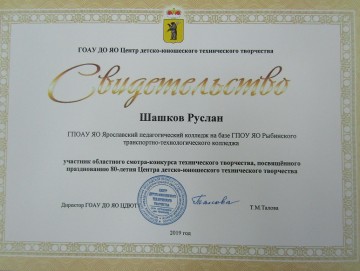 ГОАУ ДО ЯО Центр детско-юношеского технического творчества
Свидетельство
Шашков Руслан
ГПОАУ ЯО Ярославский педагогический колледж на базе ГПОУ ЯО Рыбинского
транспортно-технологического колледжа
участник областного смотра-конкурса технического творчества, посвящённого
празднованию 80-летия Центра детско-юношеского технического творчества
Директор ГОАУ ДО ЯО ЦДЮТТ
Т.М.Талова
2019 год